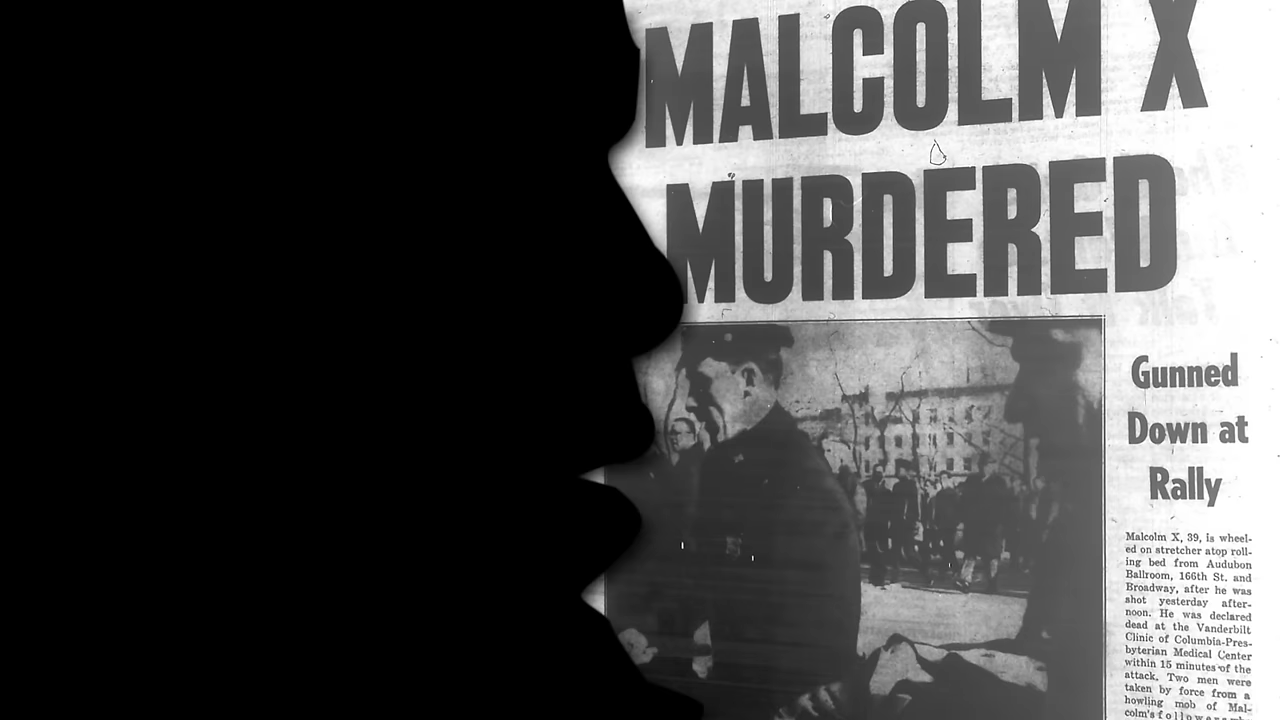 MALCOLM X
MURDERED
Gunned
Down at
Rally
Malcolm X, 39, is wheel-
ed on stretcher atop roll-
ing bed from Audubon
Ballroom, 166th St. and
Broadway, after he was
shot yesterday after-
noon. He was declared
dead at the Vanderbilt
Clinic of Columbia-Pres-
byterian Medical Center
within 15 minutes of the
attack. Two men were
taken by force from a
howling mob of Mal-
colm's